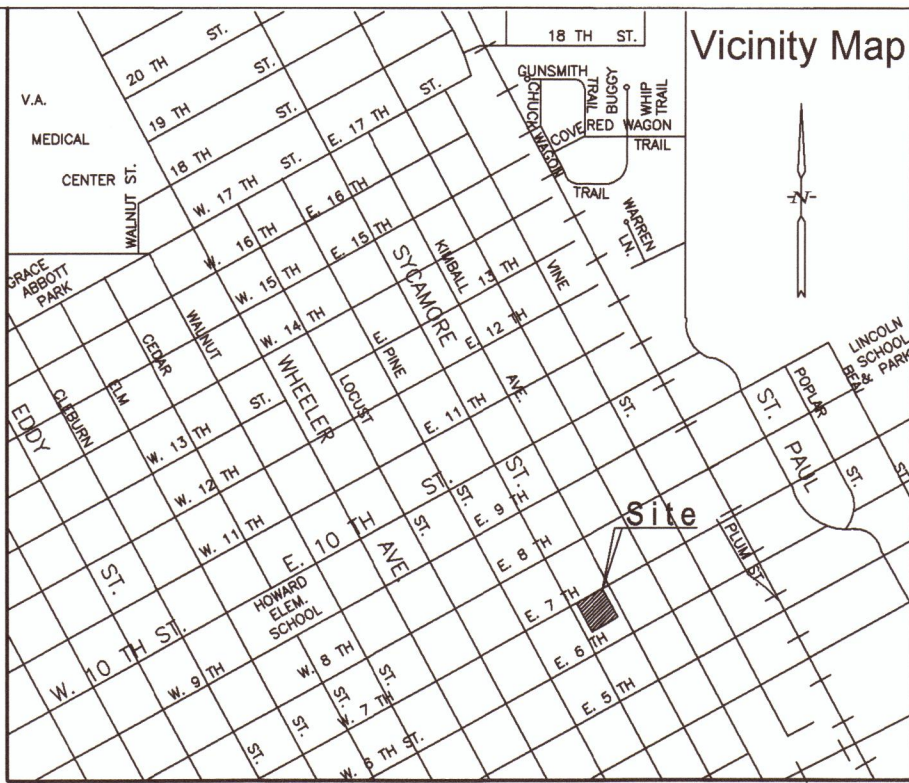 Vicinity Map
18 TH ST.
20 TH ST.
19 TH ST.
18 TH ST.
V.A.
MEDICAL
CENTER
WALNUT ST.
GUNSMITH TRAIL
CHUCK WAGON TRAIL
BUGGY WHIP TRAIL
COVE
RED WAGON TRAIL
-N-
WARREN LN.
W. 17 TH ST.
E. 17 TH ST.
W. 16 TH
E. 16 TH
W. 15 TH
E. 15 TH
W. 14 TH
13 TH
E. 12 TH
GRACE
ABBOTT
PARK
EDDY ST.
CLEBURN ST.
ELM ST.
CEDAR ST.
WALNUT ST.
WHEELER AVE.
LOCUST ST.
E. PINE ST.
SYCAMORE ST.
KIMBALL AVE.
VINE ST.
W. 13 TH ST.
W. 12 TH
W. 11 TH
E. 11 TH
W. 10 TH ST.
E. 10 TH ST.
HOWARD
ELEM.
SCHOOL
W. 9 TH
E. 9 TH
W. 8 TH
E. 8 TH
W. 7 TH
E. 7 TH
W. 6 TH ST.
E. 6 TH
E. 5 TH
Site
PLUM ST.
ST. PAUL
POPLAR ST.
BEAL ST.
LINCOLN
SCHOOL
& PARK